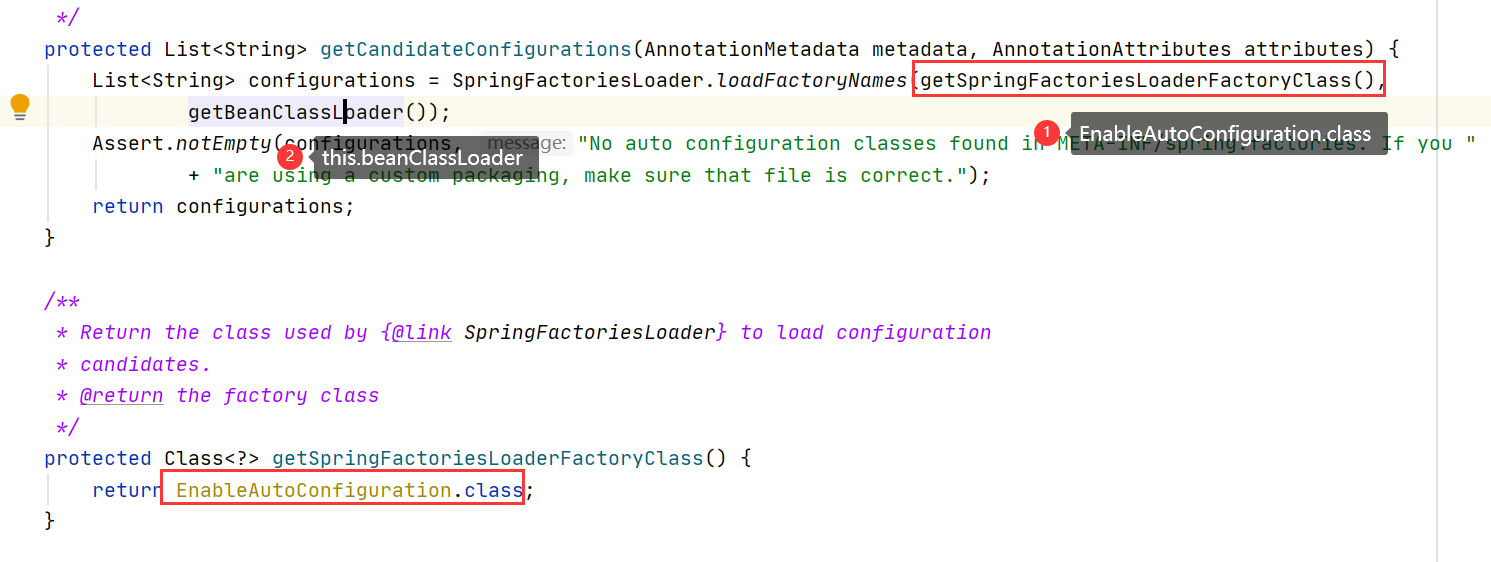 */
protected List<String> getCandidateConfigurations(AnnotationMetadata metadata, AnnotationAttributes attributes) {
List<String> configurations = SpringFactoriesLoader.loadFactoryNames(getSpringFactoriesLoaderFactoryClass(),
getBeanClassLoader());
1 EnableAutoConfiguration.class
Assert.notEmpty(configurations, message: "No auto configuration classes found in META-INF/spring.factories. If you "
2 this.beanClassLoader
+ "are using a custom packaging, make sure that file is correct.");
return configurations;
}
/**
* Return the class used by {@link SpringFactoriesLoader} to load configuration
* candidates.
* @return the factory class
*/
protected Class<?> getSpringFactoriesLoaderFactoryClass() {
return EnableAutoConfiguration.class;
}